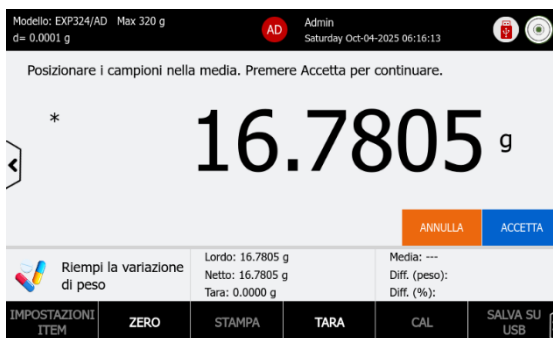 Modello: EXP324/AD Max 320 g
d= 0.0001 g
AD
Admin
Saturday Oct-04-2025 06:16:13
Posizionare i campioni nella media. Premere Accetta per continuare.
*
16.7805 g
ANNULLA
ACCETTA
Riempi la variazione
di peso
Lordo: 16.7805 g
Netto: 16.7805 g
Tara: 0.0000 g
Media: ---
Diff. (peso):
Diff. (%):
IMPOSTAZIONI
ITEM
ZERO
STAMPA
TARA
CAL
SALVA SU
USB